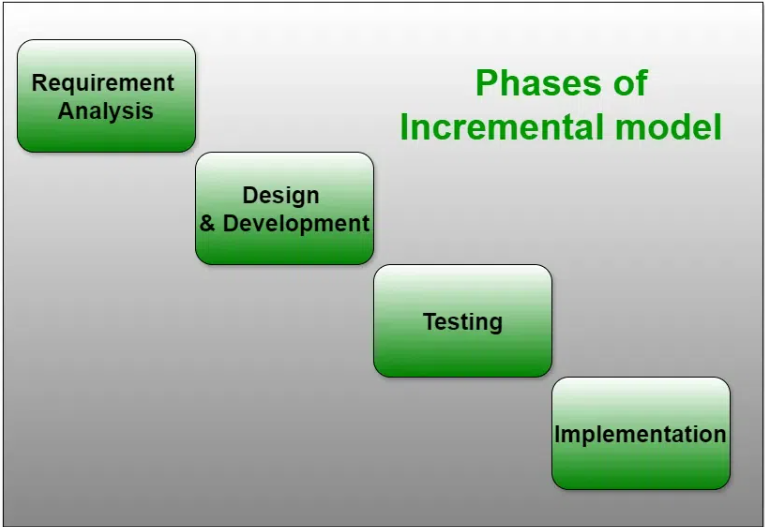 Phases of
Incremental model
Requirement
Analysis
Design
& Development
Testing
Implementation